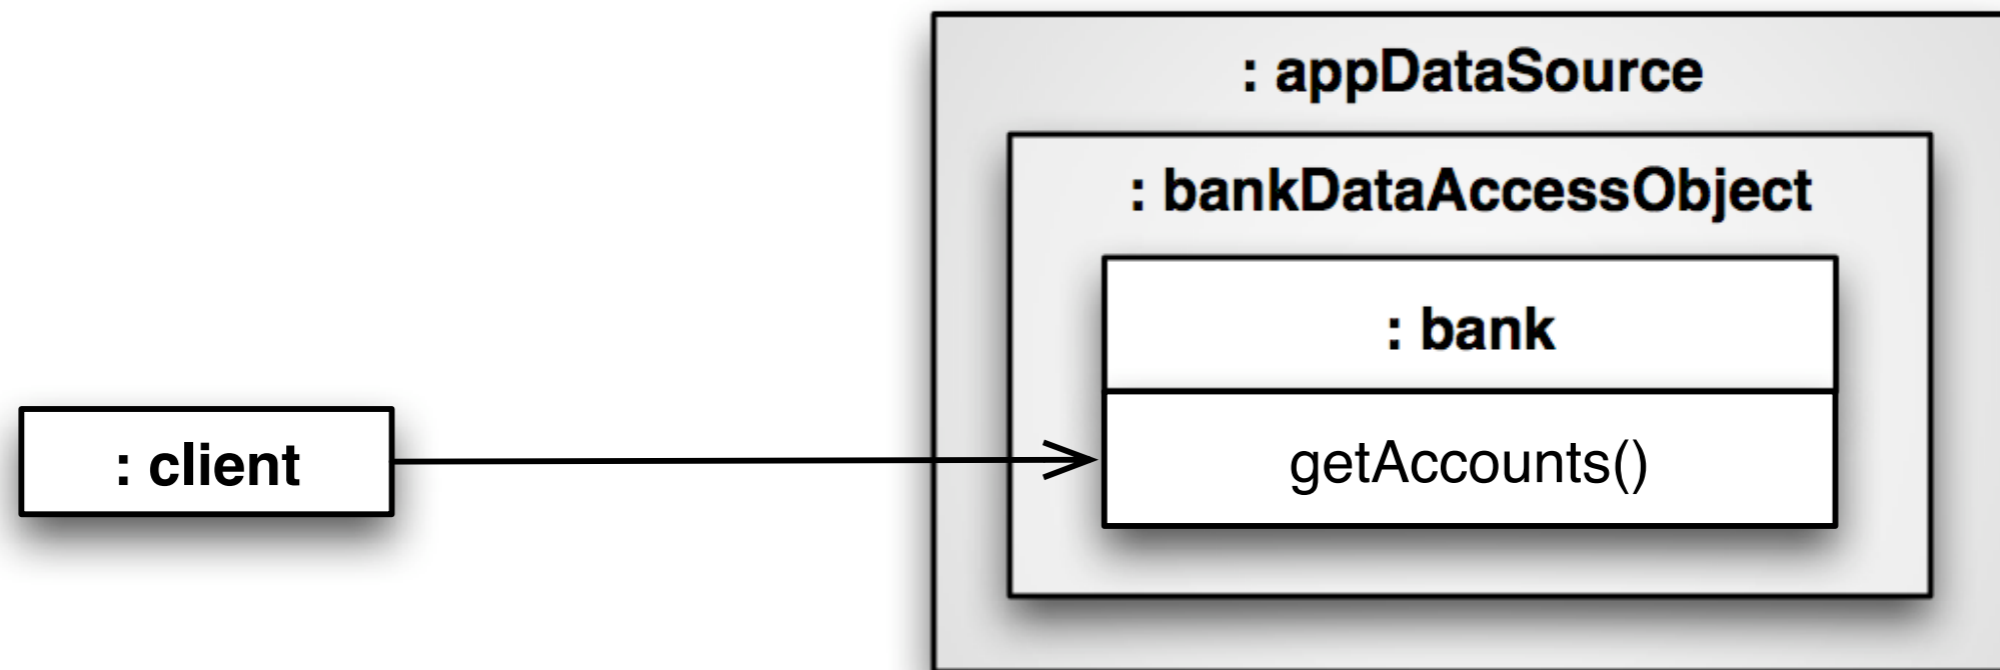 : appDataSource
: bankDataAccessObject
: bank
: client
getAccounts()